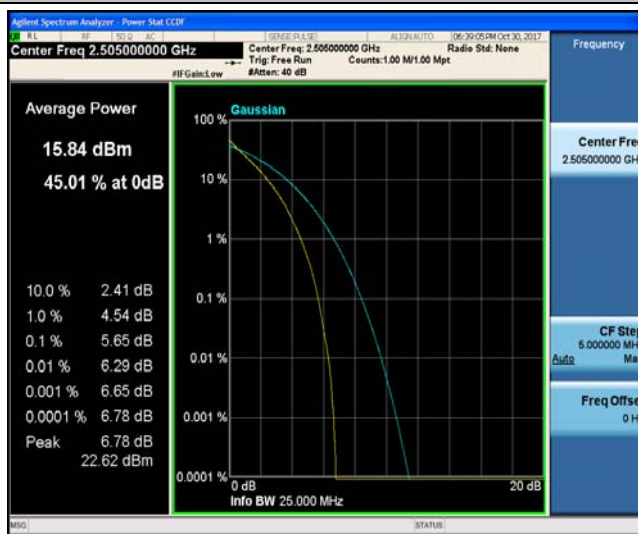 Agilent Spectrum Analyzer - Power Stat CCDF
RL RF 50 Ω AC SENSE:PULSE ALIGN AUTO 06:39:05 PM Oct 30, 2017
Center Freq 2.505000000 GHz
Center Freq: 2.505000000 GHz Radio Std: None
Trig: Free Run Counts:1.00 M/1.00 Mpt
#IFGain:Low #Atten: 40 dB
Frequency
Average Power
15.84 dBm
45.01 % at 0dB
10.0 % 2.41 dB
1.0 % 4.54 dB
0.1 % 5.65 dB
0.01 % 6.29 dB
0.001 % 6.65 dB
0.0001 % 6.78 dB
Peak 6.78 dB
22.62 dBm
Gaussian
100 %
10 %
1 %
0.1 %
0.01 %
0.001 %
0.0001 %
0 dB 20 dB
Info BW 25.000 MHz
Center Fre
2.505000000 GH
CF Step
5.000000 MH
Auto Ma
Freq Offse
0 H
MSG STATUS